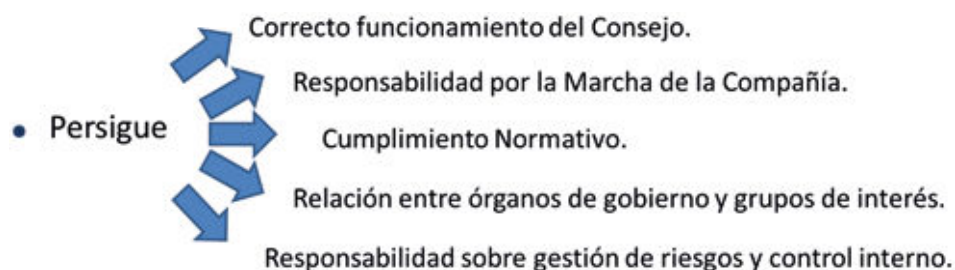 Correcto funcionamiento del Consejo.
Responsabilidad por la Marcha de la Compañía.
• Persigue
Cumplimiento Normativo.
Relación entre órganos de gobierno y grupos de interés.
Responsabilidad sobre gestión de riesgos y control interno.